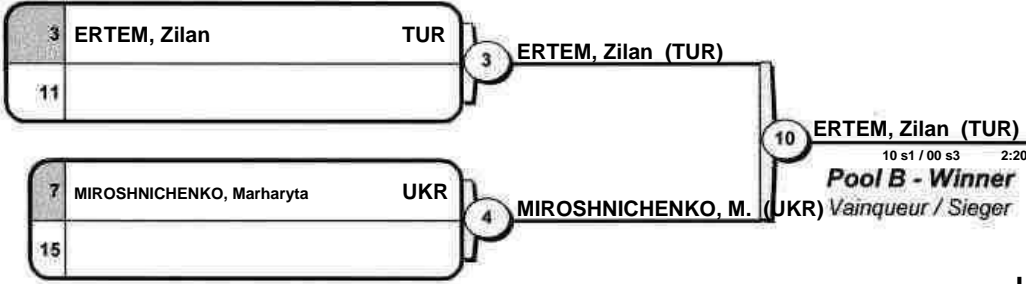 3 ERTEM, Zilan TUR
11
3
ERTEM, Zilan (TUR)
7 MIROSHNICHENKO, Marharyta UKR
15
4
MIROSHNICHENKO, M. (UKR)
10
ERTEM, Zilan (TUR)
10 s1 / 00 s3 2:20
Pool B - Winner
Vainqueur / Sieger